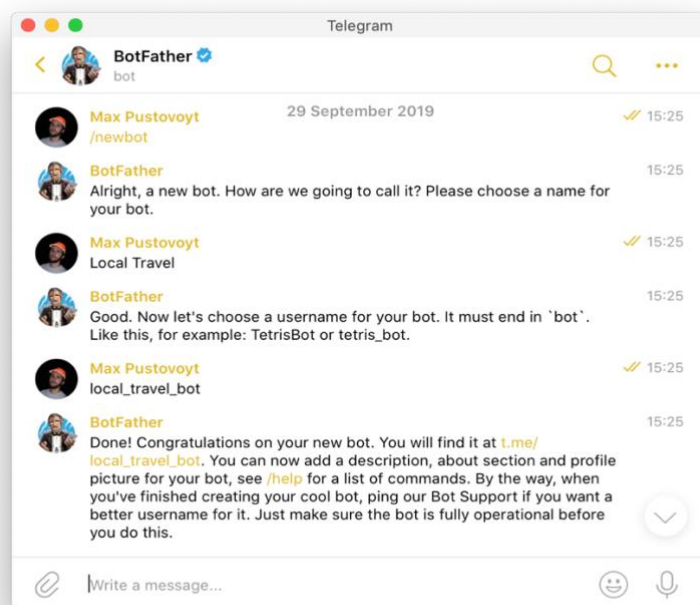 Telegram
BotFather
bot
29 September 2019
Max Pustovoyt 15:25
/newbot
BotFather 15:25
Alright, a new bot. How are we going to call it? Please choose a name for
your bot.
Max Pustovoyt 15:25
Local Travel
BotFather 15:25
Good. Now let's choose a username for your bot. It must end in `bot`.
Like this, for example: TetrisBot or tetris_bot.
Max Pustovoyt 15:25
local_travel_bot
BotFather 15:25
Done! Congratulations on your new bot. You will find it at t.me/
local_travel_bot. You can now add a description, about section and profile
picture for your bot, see /help for a list of commands. By the way, when
you've finished creating your cool bot, ping our Bot Support if you want a
better username for it. Just make sure the bot is fully operational before
you do this.
Write a message...